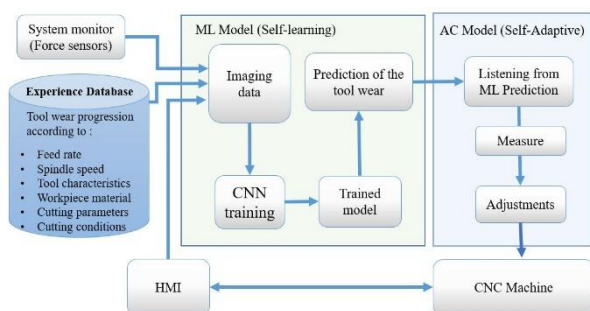 System monitor
(Force sensors)
Experience Database
Tool wear progression
according to :
• Feed rate
• Spindle speed
• Tool characteristics
• Workpiece material
• Cutting parameters
• Cutting conditions
ML Model (Self-learning)
Imaging
data
Prediction of the
tool wear
CNN
training
Trained
model
AC Model (Self-Adaptive)
Listening from
ML Prediction
Measure
Adjustments
HMI
CNC Machine